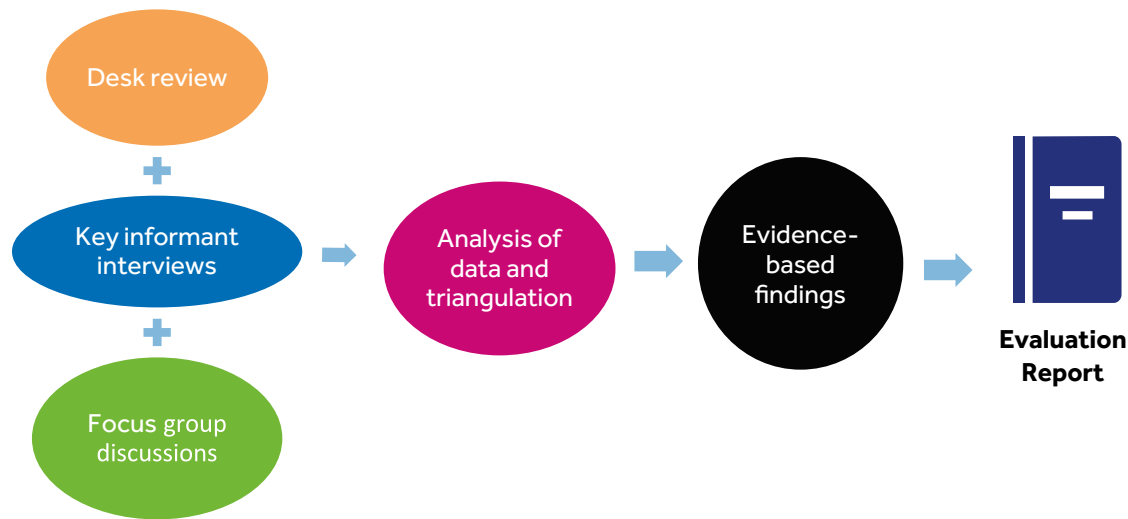 Desk review
Key informant
interviews
Focus group
discussions
Analysis of
data and
triangulation
Evidence-
based
findings
Evaluation
Report